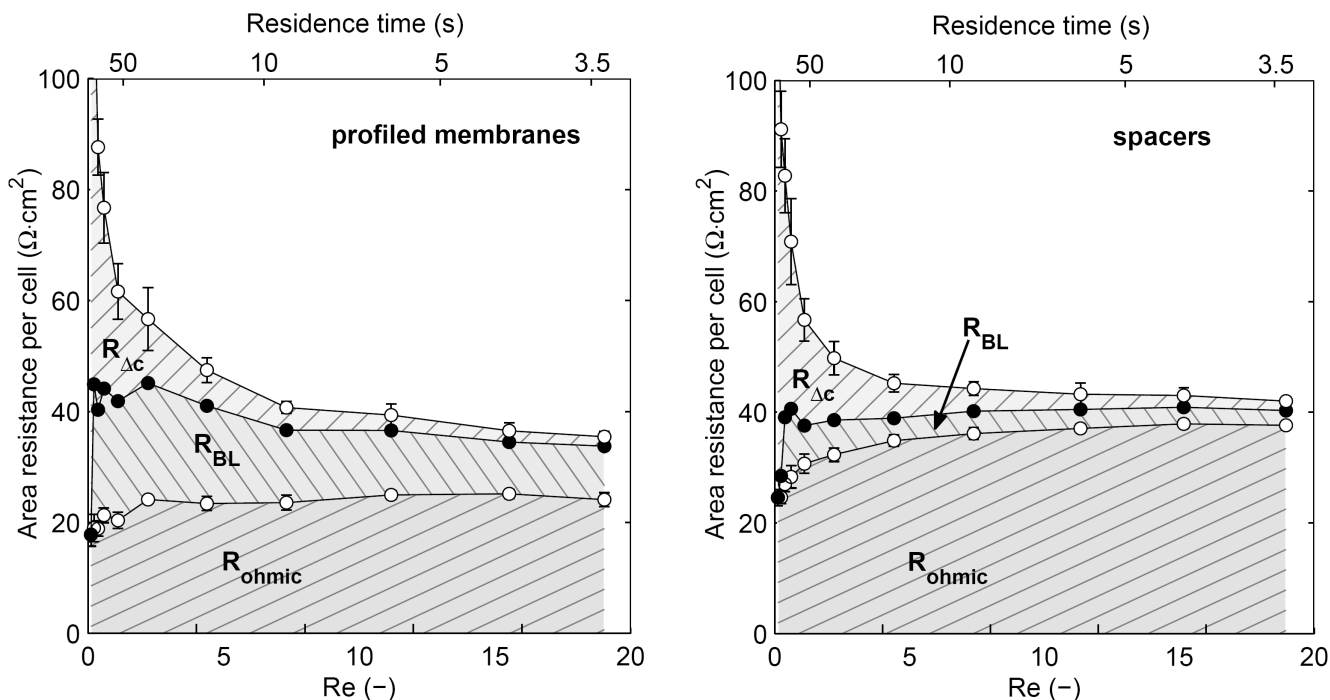 Residence time (s)
50 10 5 3.5
100
80
60
40
20
0
Area resistance per cell (Ω·cm²)
profiled membranes
RΔc
RBL
Rohmic
0 5 10 15 20
Re (−)
Residence time (s)
50 10 5 3.5
100
80
60
40
20
0
Area resistance per cell (Ω·cm²)
spacers
RBL
RΔc
Rohmic
0 5 10 15 20
Re (−)